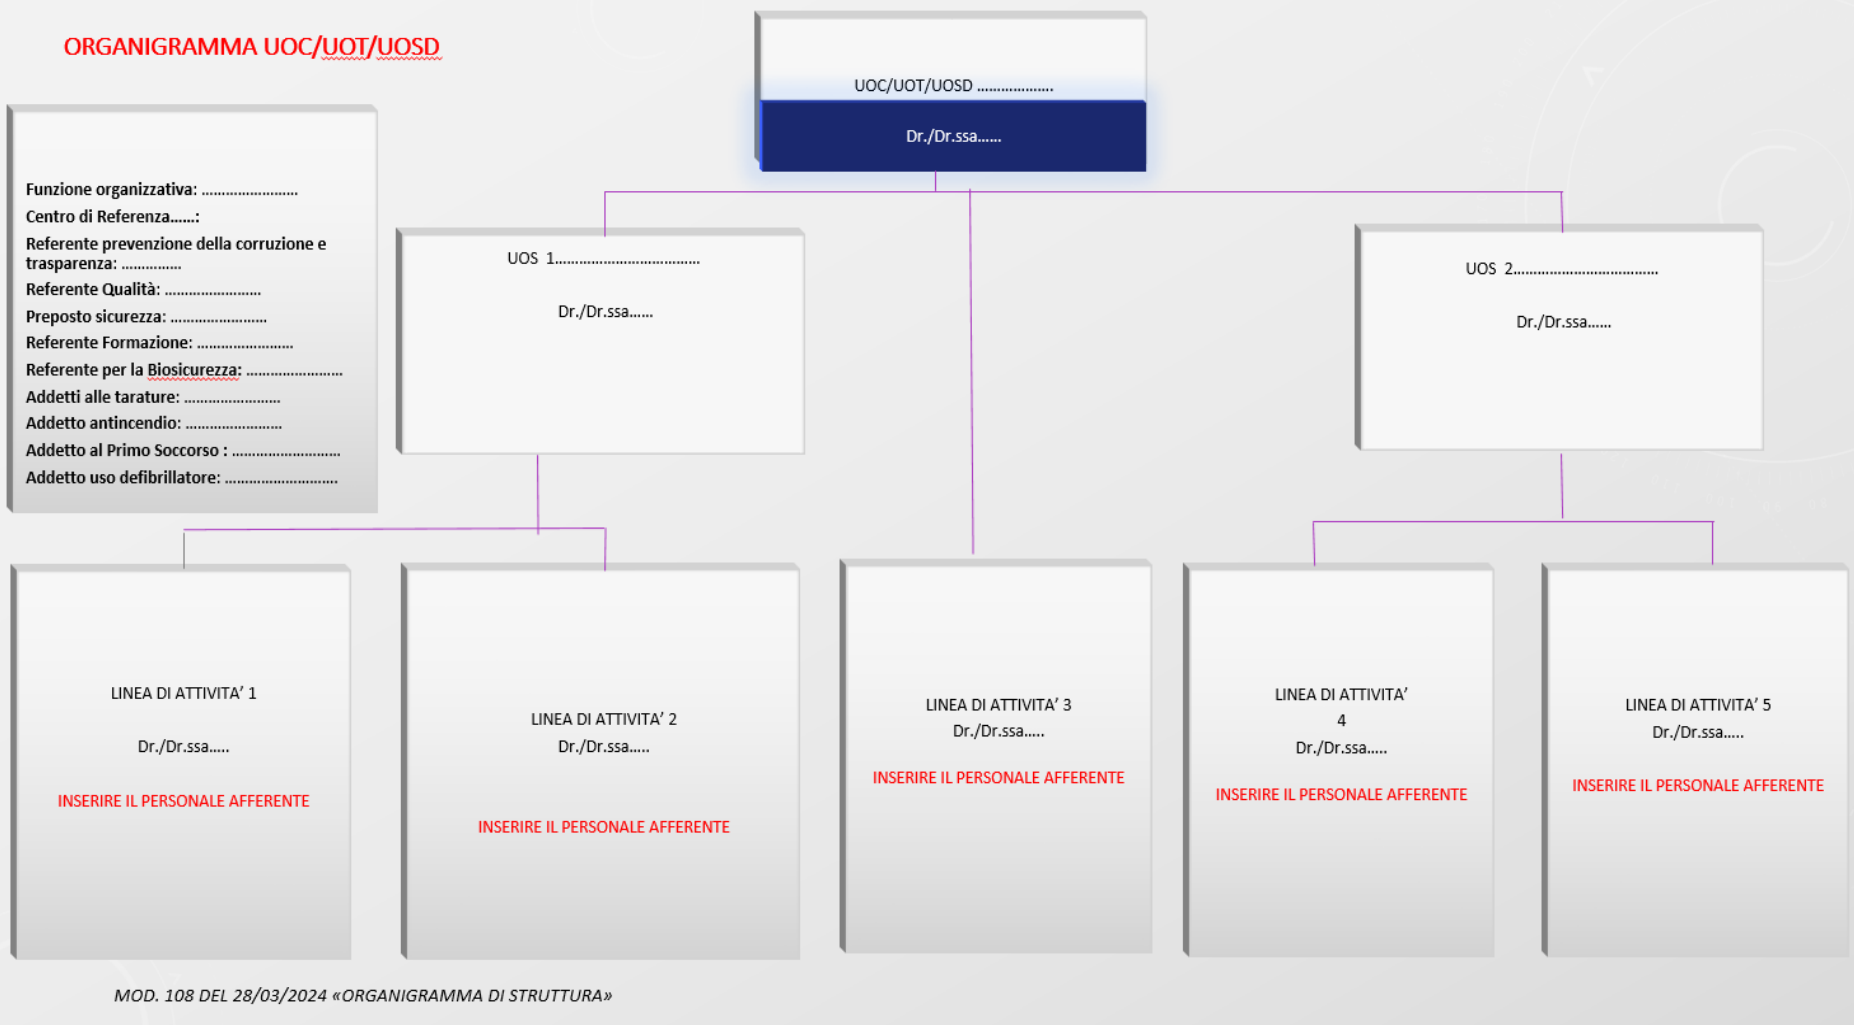 ORGANIGRAMMA UOC/UOT/UOSD
UOC/UOT/UOSD ...................
Dr./Dr.ssa......
Funzione organizzativa: ........................
Centro di Referenza......:
Referente prevenzione della corruzione e
trasparenza: ...............
Referente Qualità: ........................
Preposto sicurezza: ........................
Referente Formazione: ........................
Referente per la Biosicurezza: ........................
Addetti alle tarature: ........................
Addetto antincendio: ........................
Addetto al Primo Soccorso : ...........................
Addetto uso defibrillatore: ............................
UOS 1....................................
Dr./Dr.ssa......
UOS 2....................................
Dr./Dr.ssa......
LINEA DI ATTIVITA’ 1
Dr./Dr.ssa.....
INSERIRE IL PERSONALE AFFERENTE
LINEA DI ATTIVITA’ 2
Dr./Dr.ssa.....
INSERIRE IL PERSONALE AFFERENTE
LINEA DI ATTIVITA’ 3
Dr./Dr.ssa.....
INSERIRE IL PERSONALE AFFERENTE
LINEA DI ATTIVITA’
4
Dr./Dr.ssa.....
INSERIRE IL PERSONALE AFFERENTE
LINEA DI ATTIVITA’ 5
Dr./Dr.ssa.....
INSERIRE IL PERSONALE AFFERENTE
MOD. 108 DEL 28/03/2024 «ORGANIGRAMMA DI STRUTTURA»